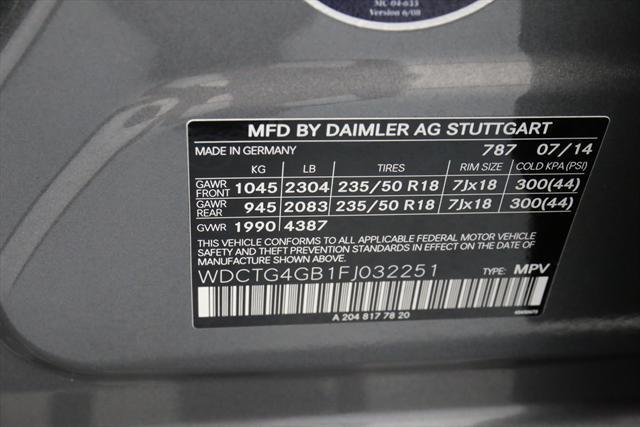 MC-04-633
Version 6/08
MFD BY DAIMLER AG STUTTGART
MADE IN GERMANY 787 07/14
KG LB TIRES RIM SIZE COLD KPA(PSI)
GAWR FRONT 1045 2304 235/50 R18 7Jx18 300(44)
GAWR REAR 945 2083 235/50 R18 7Jx18 300(44)
GVWR 1990 4387
THIS VEHICLE CONFORMS TO ALL APPLICABLE FEDERAL MOTOR VEHICLE
SAFETY AND THEFT PREVENTION STANDARDS IN EFFECT ON THE DATE OF
MANUFACTURE SHOWN ABOVE.
WDCTG4GB1FJ032251 TYPE: MPV
A 204 817 78 20